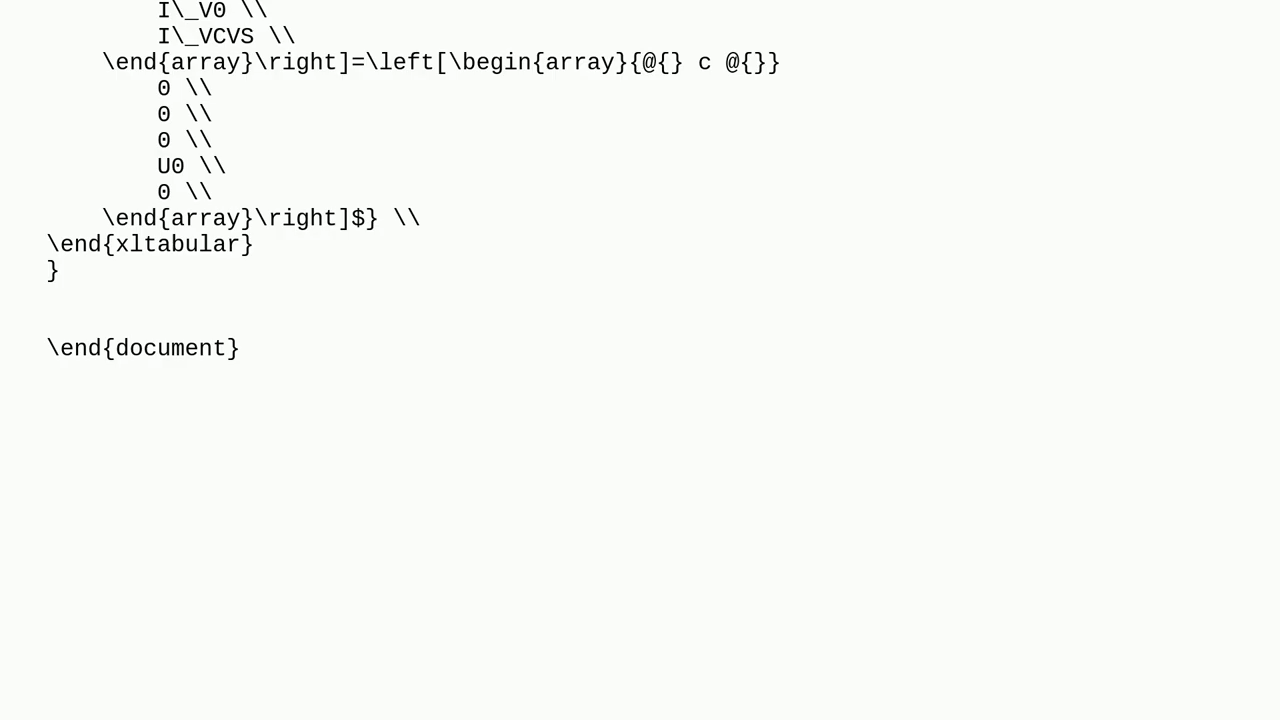 I\_V0 \\
I\_VCVS \\
\end{array}\right]=\left[\begin{array}{@{} c @{}}
0 \\
0 \\
0 \\
U0 \\
0 \\
\end{array}\right]$} \\
\end{xltabular}
}
\end{document}